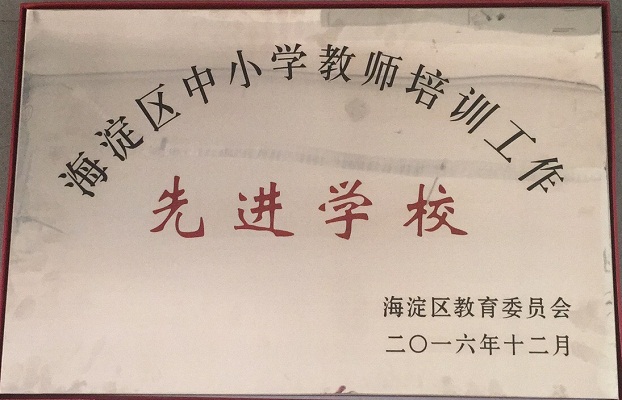 海淀区中小学教师培训工作
先进学校
海淀区教育委员会
二〇一六年十二月